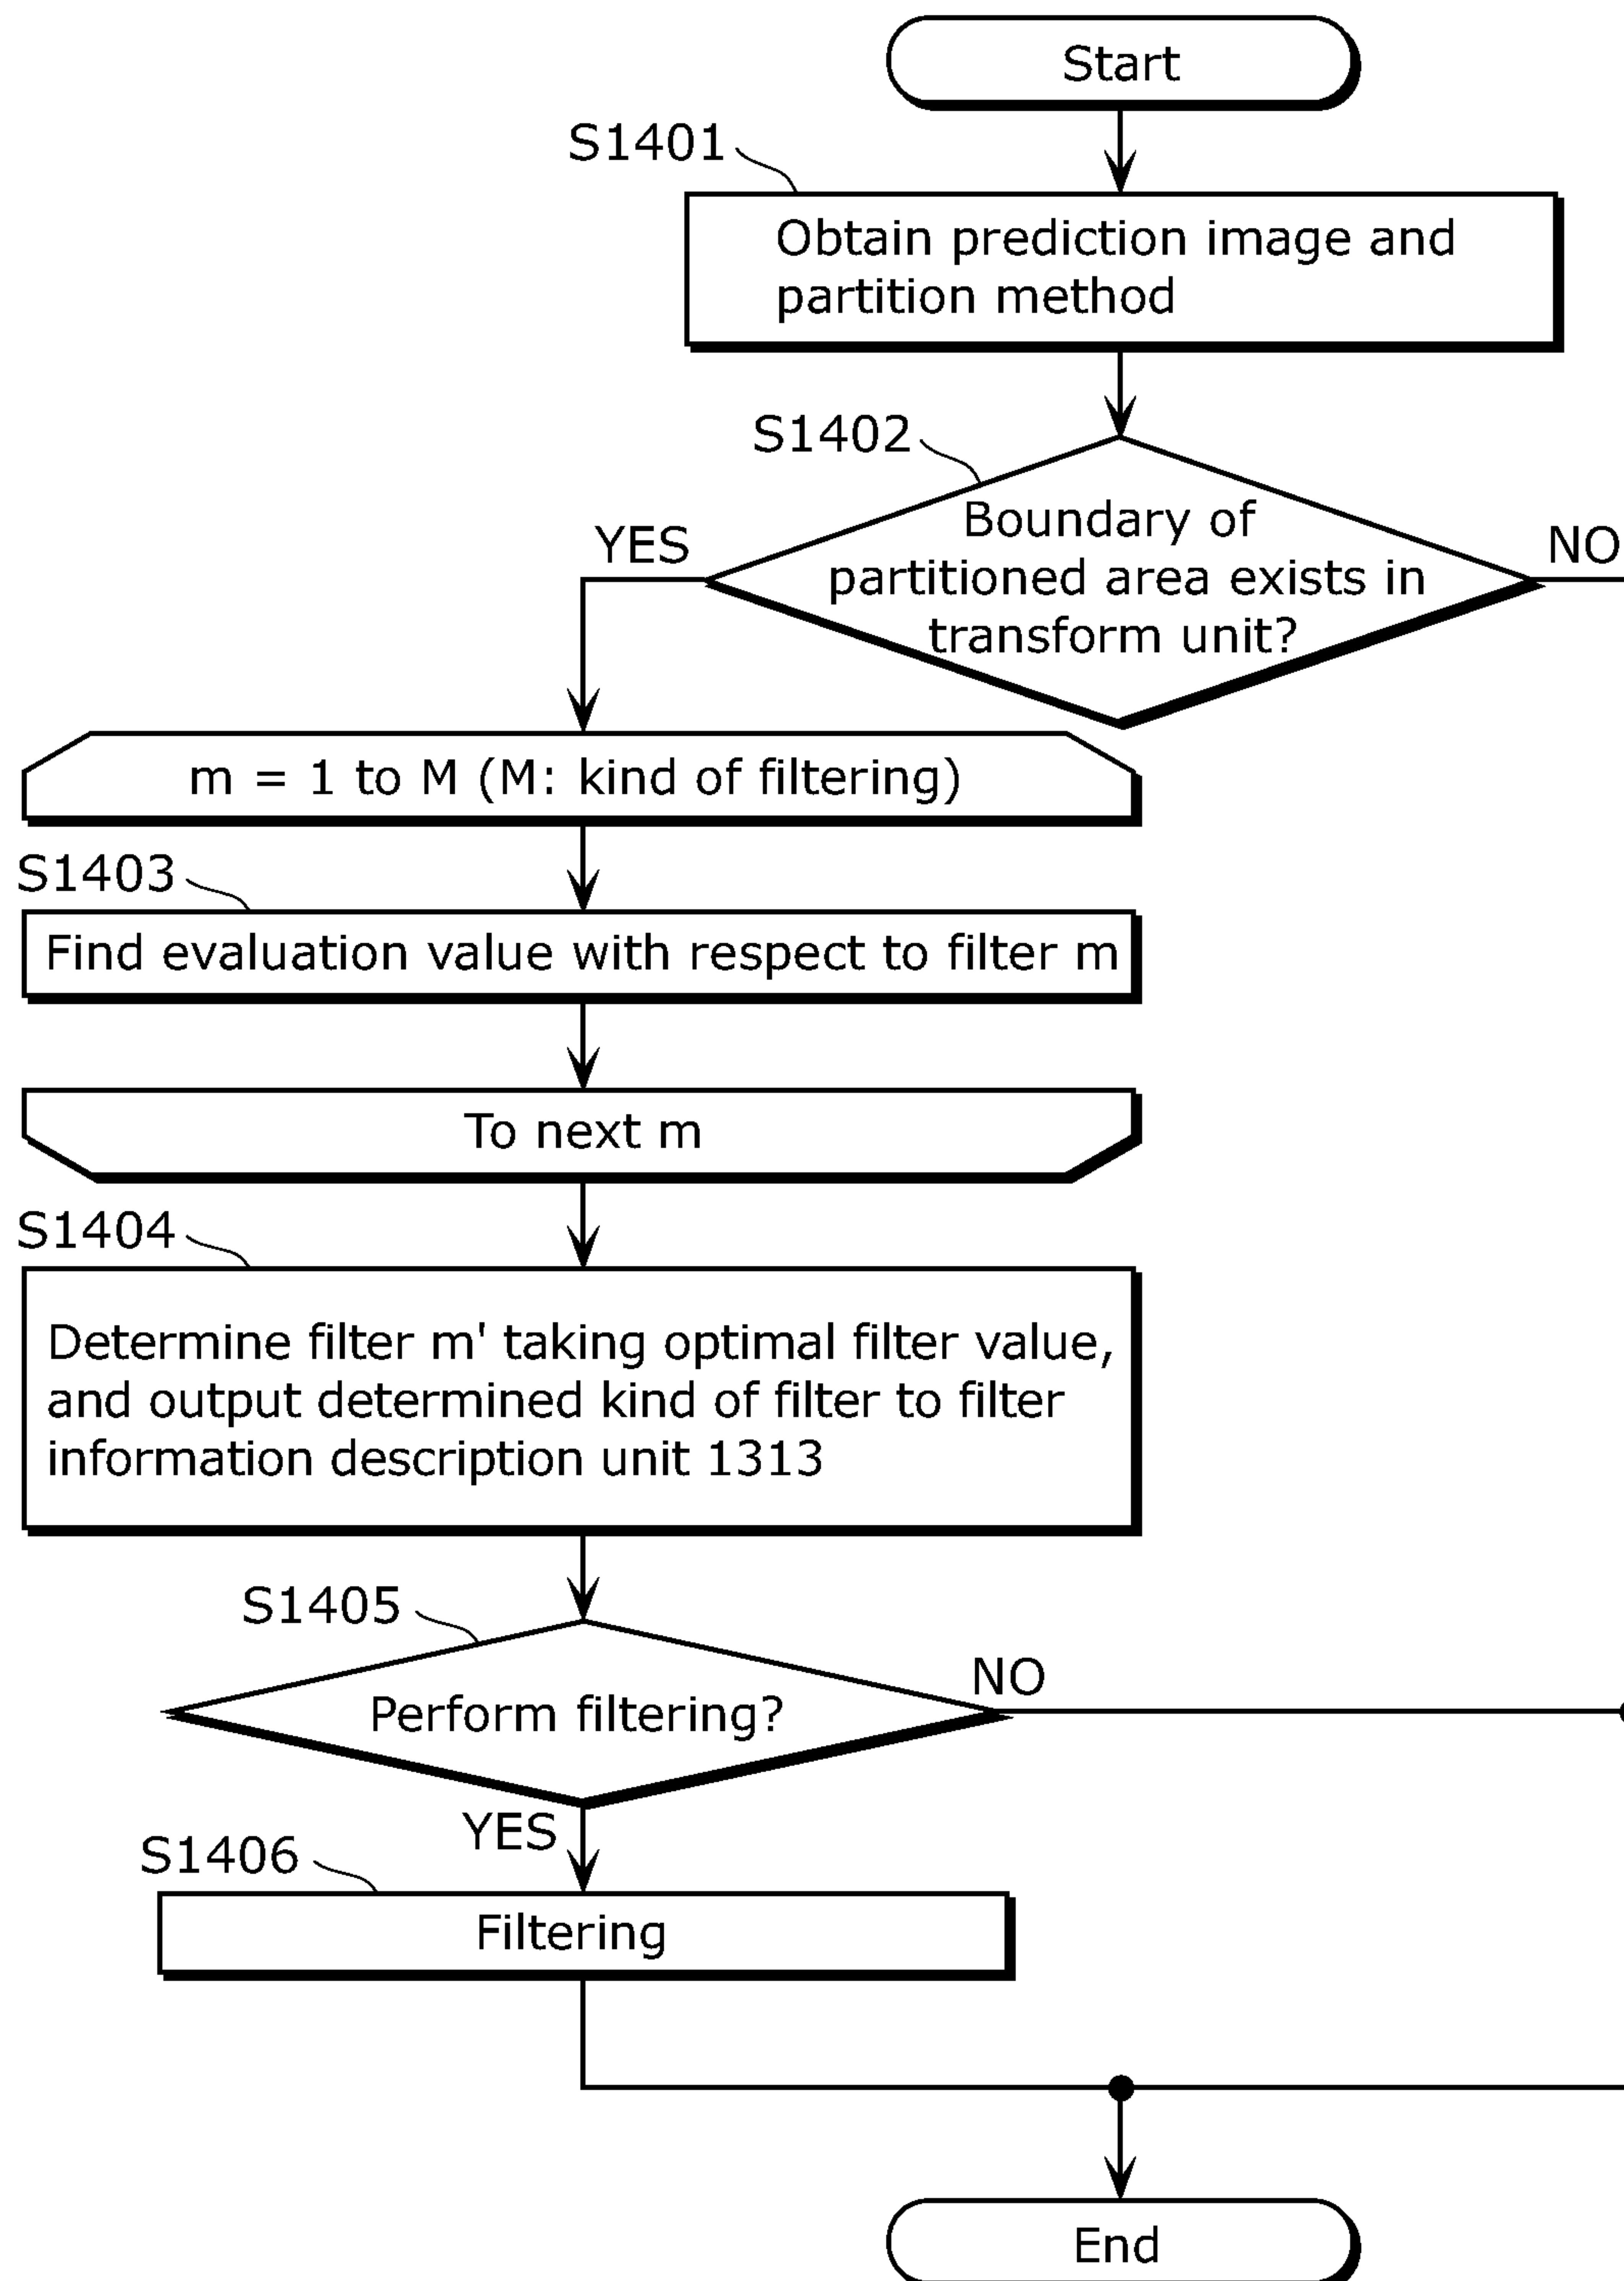 Start
S1401
Obtain prediction image and
partition method
S1402
Boundary of
partitioned area exists in
transform unit?
YES
NO
m = 1 to M (M: kind of filtering)
S1403
Find evaluation value with respect to filter m
To next m
S1404
Determine filter m' taking optimal filter value,
and output determined kind of filter to filter
information description unit 1313
S1405
Perform filtering?
NO
YES
S1406
Filtering
End